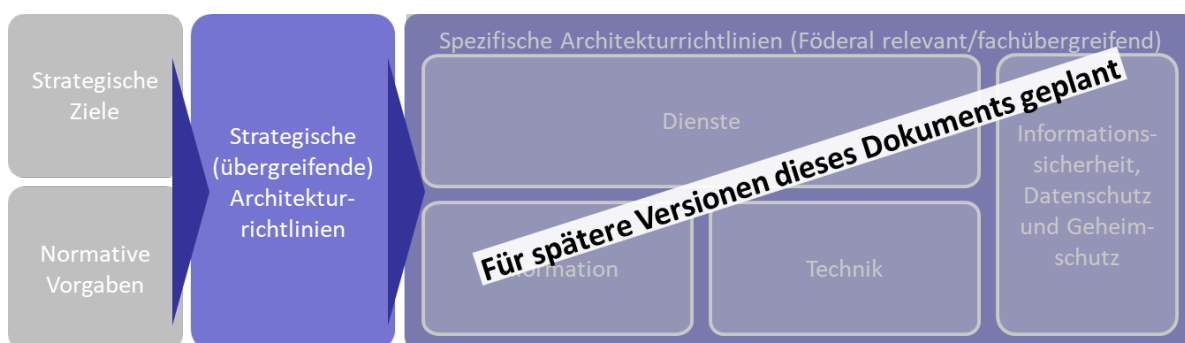 Strategische
Ziele
Normative
Vorgaben
Strategische
(übergreifende)
Architektur-
richtlinien
Spezifische Architekturrichtlinien (Föderal relevant/fachübergreifend)
Dienste
Technik
Informations-
sicherheit,
Datenschutz
und Geheim-
schutz
Für spätere Versionen dieses Dokuments geplant